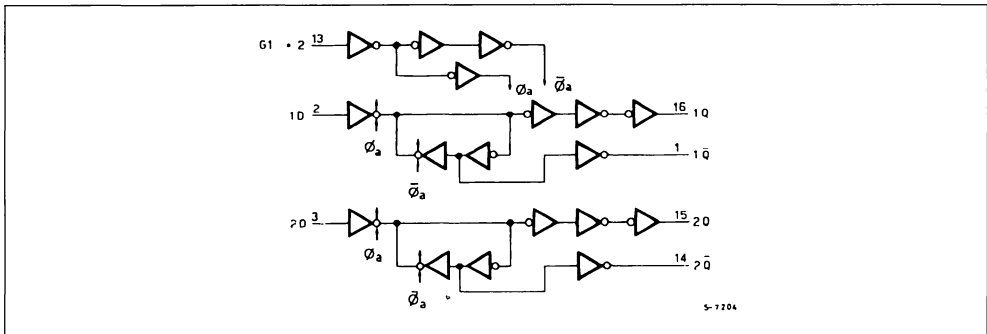 G1 • 2 13
Øa Ø̄a
1D 2 16 1Q
Øa
1 1Q̄
Ø̄a
2D 3 15 2Q
Øa
14 2Q̄
Ø̄a
S-7204